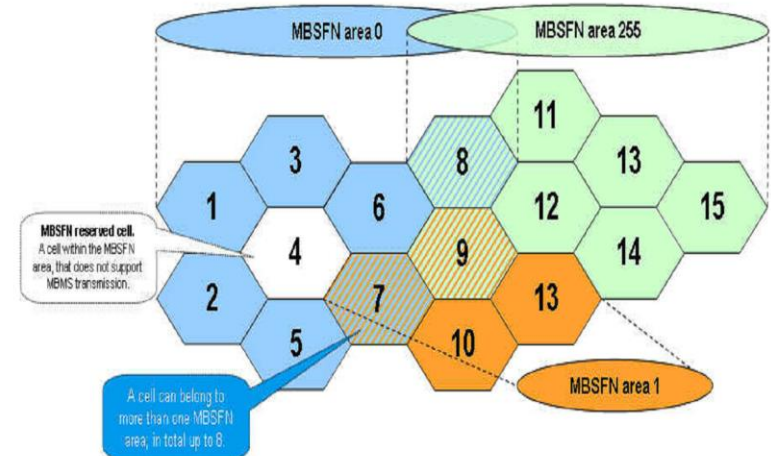 MBSFN area 0
MBSFN area 255
11
3
8
13
1
6
12
15
MBSFN reserved cell.
A cell within the MBSFN
area, that does not support
MBMS transmission.
4
9
14
2
7
13
5
10
A cell can belong to
more than one MBSFN
area, in total up to 8.
MBSFN area 1